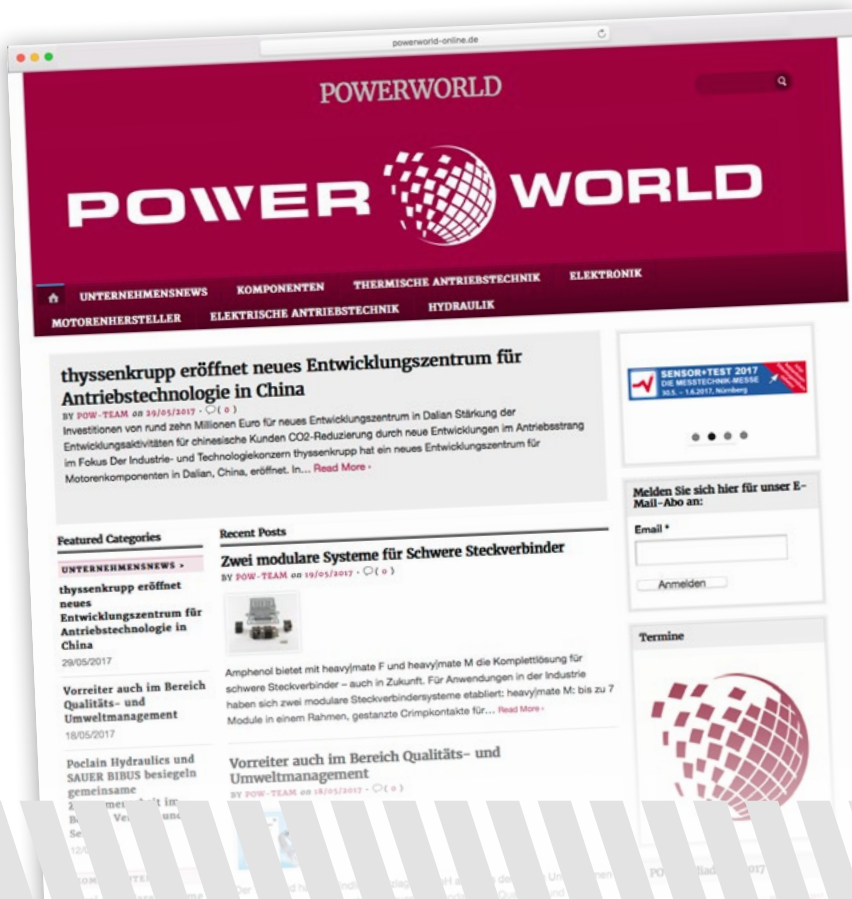 powerworld-online.de
POWERWORLD
POWER WORLD
UNTERNEHMENSNEWS KOMPONENTEN THERMISCHE ANTRIEBSTECHNIK ELEKTRONIK
MOTORENHERSTELLER ELEKTRISCHE ANTRIEBSTECHNIK HYDRAULIK
thyssenkrupp eröffnet neues Entwicklungszentrum für
Antriebstechnologie in China
BY POW-TEAM on 29/05/2017 · ( 0 )
Investitionen von rund zehn Millionen Euro für neues Entwicklungszentrum in Dalian Stärkung der
Entwicklungsaktivitäten für chinesische Kunden CO2-Reduzierung durch neue Entwicklungen im Antriebsstrang
im Fokus Der Industrie- und Technologiekonzern thyssenkrupp hat ein neues Entwicklungszentrum für
Motorenkomponenten in Dalian, China, eröffnet. In… Read More ›
SENSOR+TEST 2017
DIE MESSTECHNIK-MESSE
30.5. – 1.6.2017, Nürnberg
Melden Sie sich hier für unser E-
Mail-Abo an:
Email *
Anmelden
Termine
Featured Categories
UNTERNEHMENSNEWS »
thyssenkrupp eröffnet
neues
Entwicklungszentrum für
Antriebstechnologie in
China
29/05/2017
Vorreiter auch im Bereich
Qualitäts- und
Umweltmanagement
18/05/2017
Poclain Hydraulics und
SAUER BIBUS besiegeln
gemeinsame
Recent Posts
Zwei modulare Systeme für Schwere Steckverbinder
BY POW-TEAM on 19/05/2017 · ( 0 )
Amphenol bietet mit heavy|mate F und heavy|mate M die Komplettlösung für
schwere Steckverbinder – auch in Zukunft. Für Anwendungen in der Industrie
haben sich zwei modulare Steckverbindersysteme etabliert: heavy|mate M: bis zu 7
Module in einem Rahmen, gestanzte Crimpkontakte für… Read More ›
Vorreiter auch im Bereich Qualitäts- und
Umweltmanagement
BY POW-TEAM on 18/05/2017 · ( 0 )